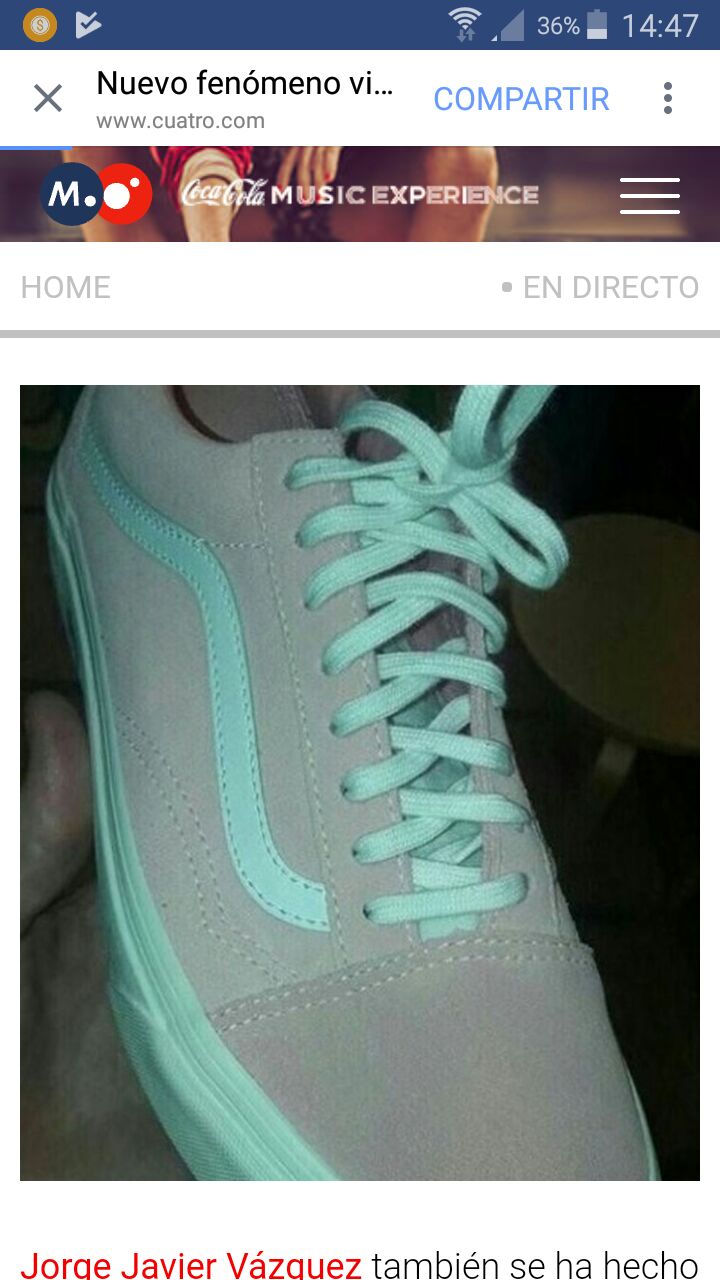 36% 14:47
Nuevo fenómeno vi...
www.cuatro.com
COMPARTIR
M.
Coca-Cola MUSIC EXPERIENCE
HOME
• EN DIRECTO
Jorge Javier Vázquez también se ha hecho